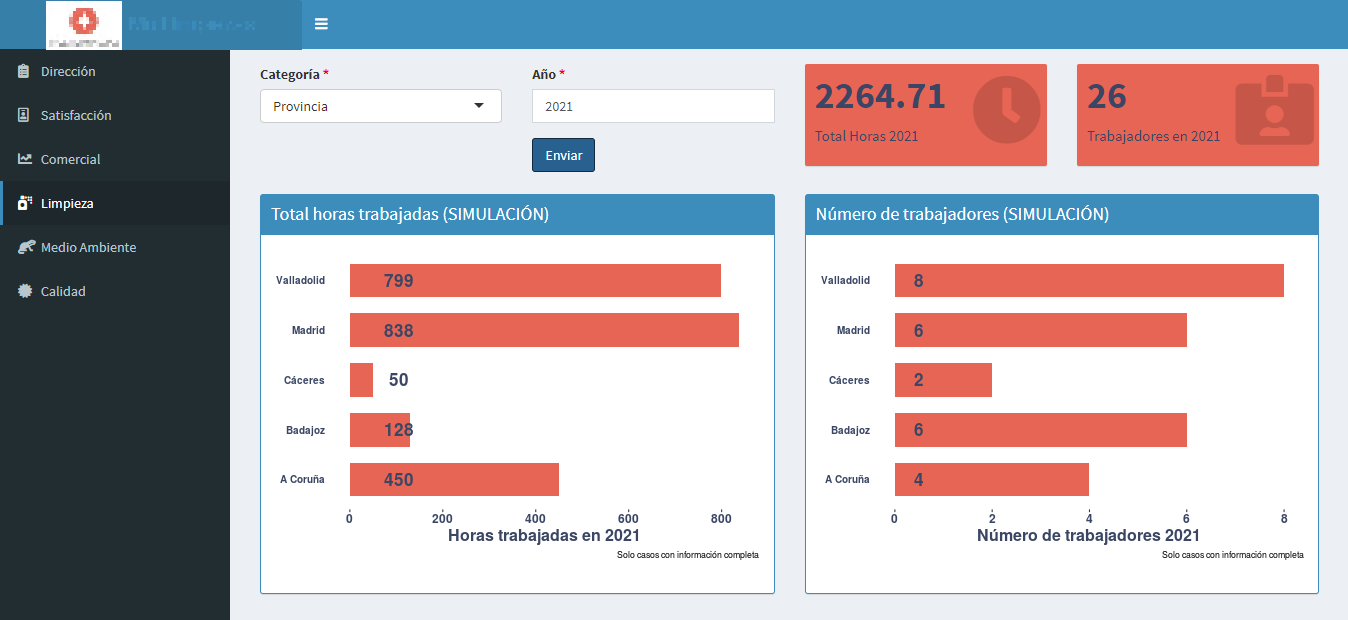 Dirección
Satisfacción
Comercial
Limpieza
Medio Ambiente
Calidad
Categoría *
Provincia
Año *
2021
Enviar
2264.71
Total Horas 2021
26
Trabajadores en 2021
Total horas trabajadas (SIMULACIÓN)
Valladolid 799
Madrid 838
Cáceres 50
Badajoz 128
A Coruña 450
0 200 400 600 800
Horas trabajadas en 2021
Solo casos con información completa
Número de trabajadores (SIMULACIÓN)
Valladolid 8
Madrid 6
Cáceres 2
Badajoz 6
A Coruña 4
0 2 4 6 8
Número de trabajadores 2021
Solo casos con información completa